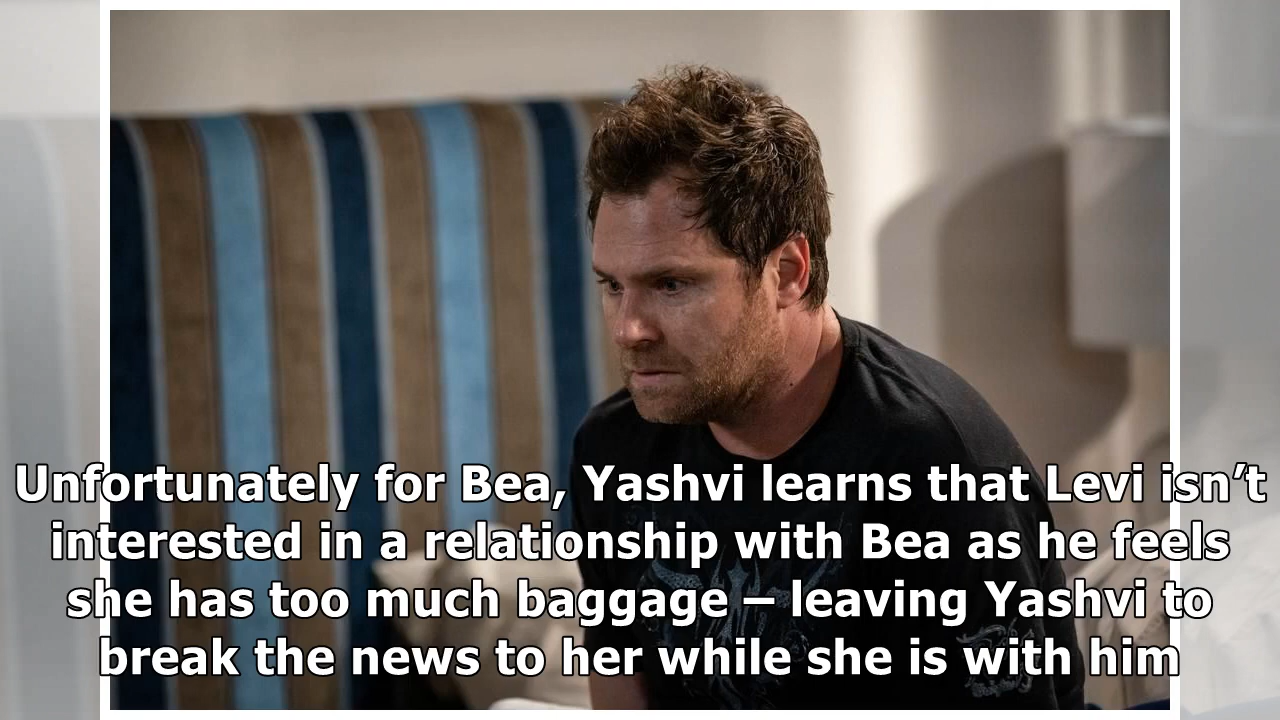 Unfortunately for Bea, Yashvi learns that Levi isn’t
interested in a relationship with Bea as he feels
she has too much baggage – leaving Yashvi to
break the news to her while she is with him